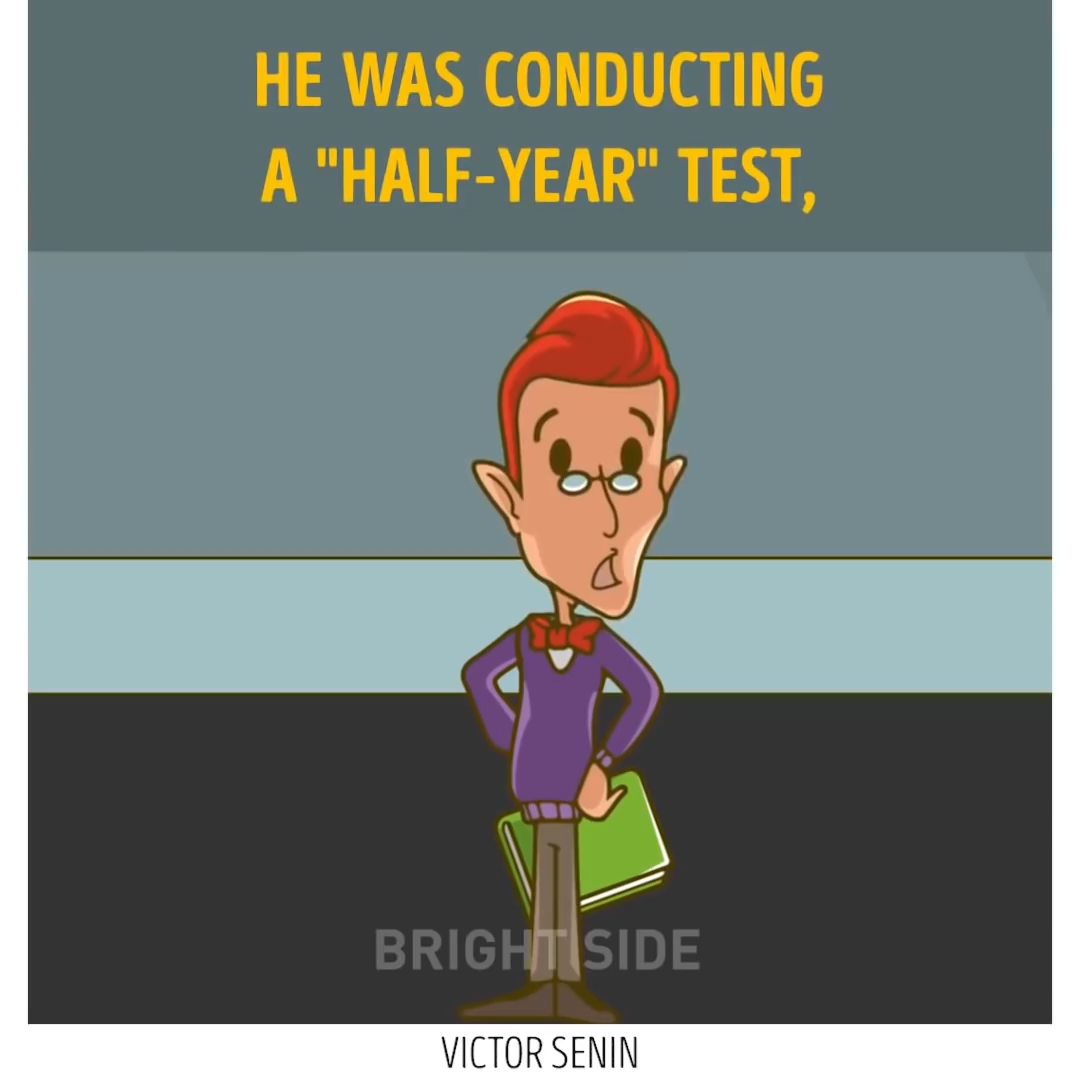 HE WAS CONDUCTING
A "HALF-YEAR" TEST,
BRIGHT SIDE
VICTOR SENIN